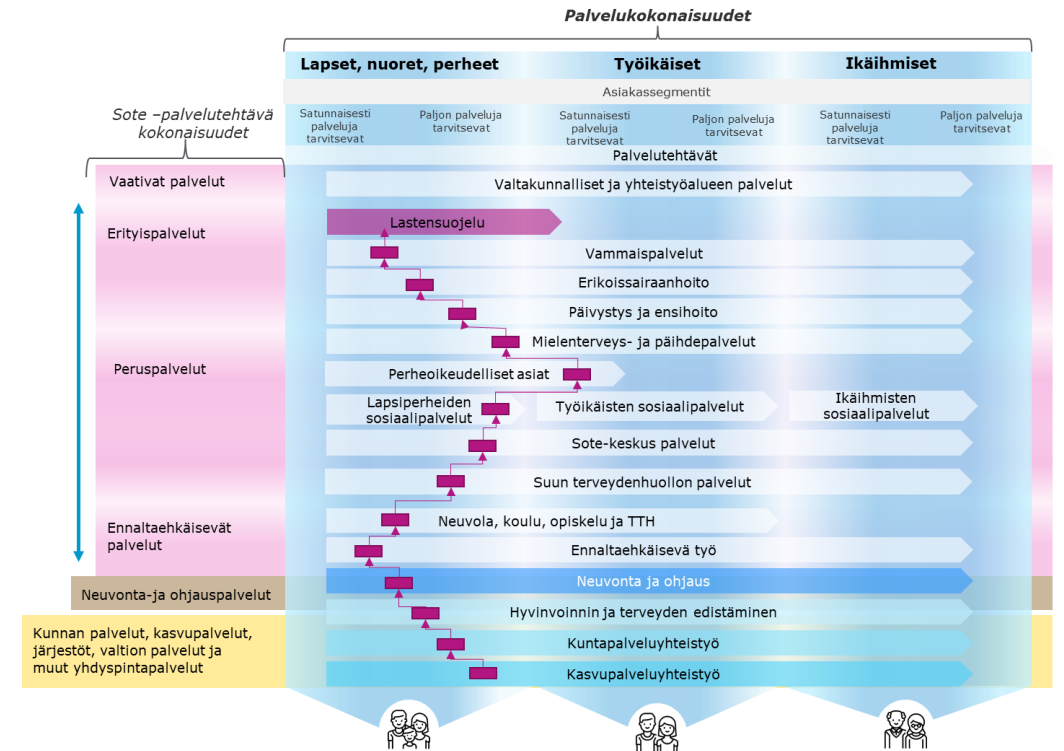 Palvelukokonaisuudet
Lapset, nuoret, perheet
Työikäiset
Ikäihmiset
Asiakassegmentit
Sote –palvelutehtävä
kokonaisuudet
Satunnaisesti
palveluja
tarvitsevat
Paljon palveluja
tarvitsevat
Satunnaisesti
palveluja
tarvitsevat
Paljon palveluja
tarvitsevat
Satunnaisesti
palveluja
tarvitsevat
Paljon palveluja
tarvitsevat
Palvelutehtävät
Vaativat palvelut
Valtakunnalliset ja yhteistyöalueen palvelut
Erityispalvelut
Lastensuojelu
Vammaispalvelut
Erikoissairaanhoito
Päivystys ja ensihoito
Mielenterveys- ja päihdepalvelut
Peruspalvelut
Perheoikeudelliset asiat
Lapsiperheiden
sosiaalipalvelut
Työikäisten sosiaalipalvelut
Ikäihmisten
sosiaalipalvelut
Sote-keskus palvelut
Suun terveydenhuollon palvelut
Ennaltaehkäisevät
palvelut
Neuvola, koulu, opiskelu ja TTH
Ennaltaehkäisevä työ
Neuvonta-ja ohjauspalvelut
Neuvonta ja ohjaus
Hyvinvoinnin ja terveyden edistäminen
Kunnan palvelut, kasvupalvelut,
järjestöt, valtion palvelut ja
muut yhdyspintapalvelut
Kuntapalveluyhteistyö
Kasvupalveluyhteistyö